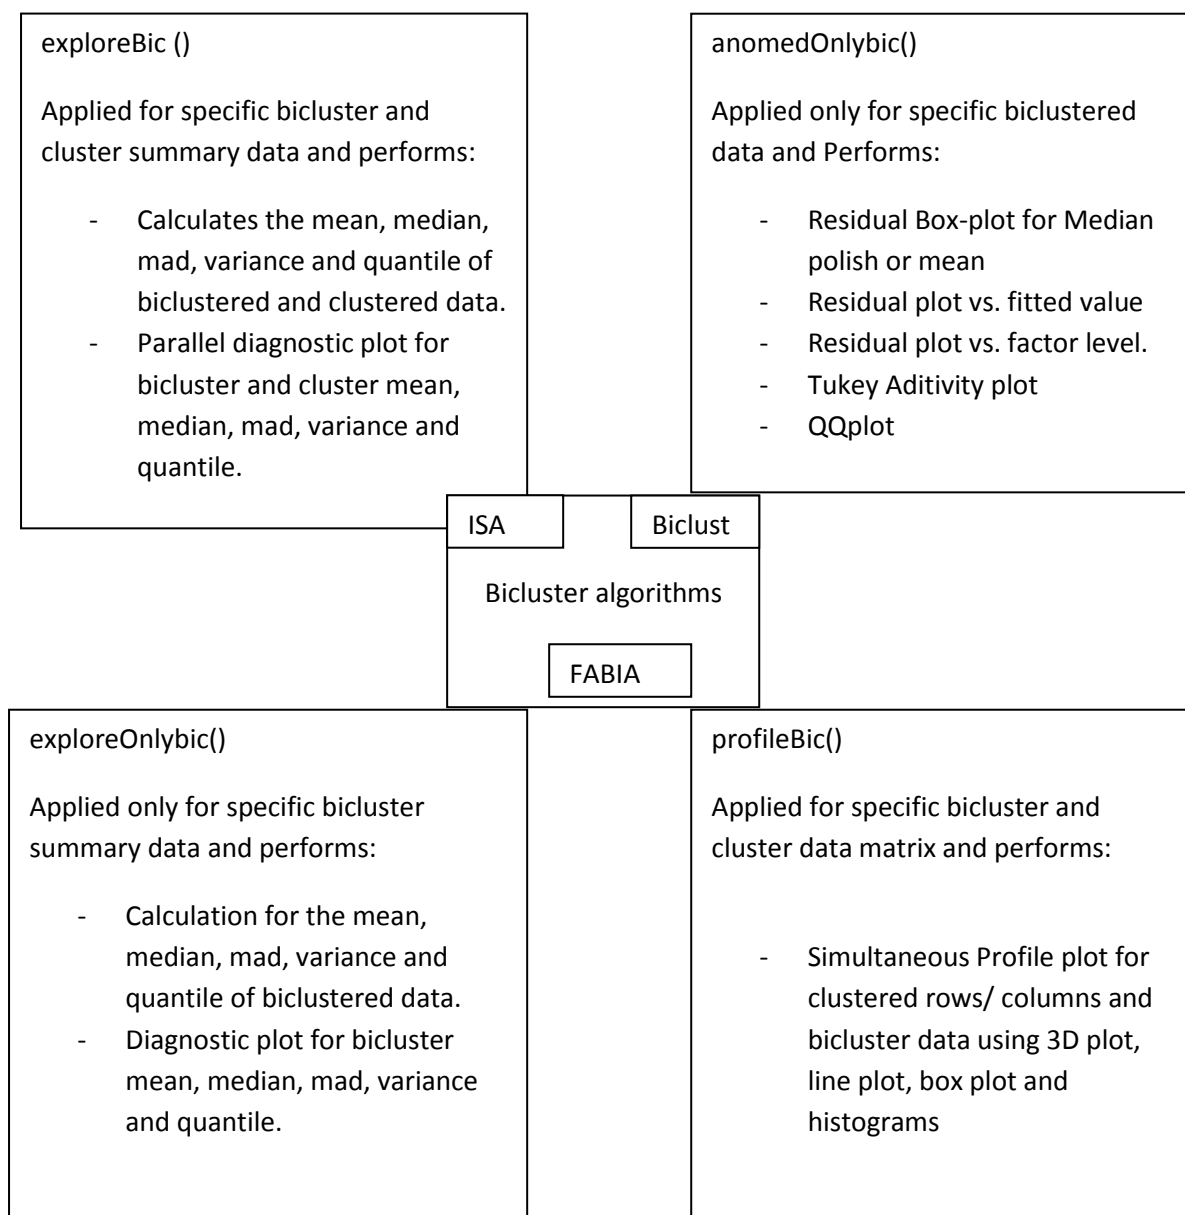 exploreBic ()
Applied for specific bicluster and
cluster summary data and performs:
- Calculates the mean, median,
mad, variance and quantile of
biclustered and clustered data.
- Parallel diagnostic plot for
bicluster and cluster mean,
median, mad, variance and
quantile.
anomedOnlybic()
Applied only for specific biclustered
data and Performs:
- Residual Box-plot for Median
polish or mean
- Residual plot vs. fitted value
- Residual plot vs. factor level.
- Tukey Aditivity plot
- QQplot
ISA
Biclust
Bicluster algorithms
FABIA
exploreOnlybic()
Applied only for specific bicluster
summary data and performs:
- Calculation for the mean,
median, mad, variance and
quantile of biclustered data.
- Diagnostic plot for bicluster
mean, median, mad, variance
and quantile.
profileBic()
Applied for specific bicluster and
cluster data matrix and performs:
- Simultaneous Profile plot for
clustered rows/ columns and
bicluster data using 3D plot,
line plot, box plot and
histograms